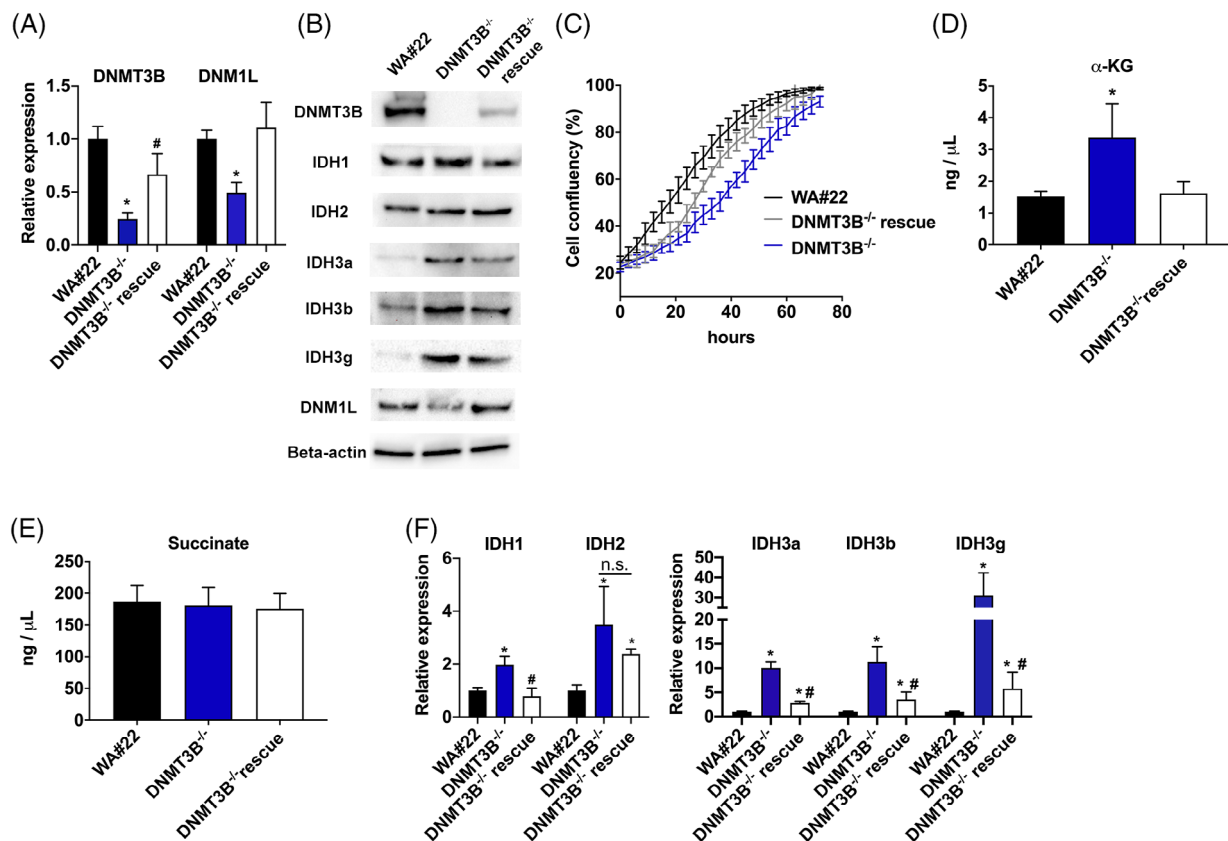 (A)
DNMT3B
DNM1L
Relative expression
1.5
1.0
0.5
0.0
*
#
*
WA#22
DNMT3B-/-
DNMT3B-/- rescue
WA#22
DNMT3B-/-
DNMT3B-/- rescue
(B)
WA#22
DNMT3B-/-
DNMT3B-/-
rescue
DNMT3B
IDH1
IDH2
IDH3a
IDH3b
IDH3g
DNM1L
Beta-actin
(C)
Cell confluency (%)
100
80
60
40
20
0
20
40
60
80
hours
WA#22
DNMT3B-/- rescue
DNMT3B-/-
(D)
α-KG
ng / μL
5
4
3
2
1
0
*
WA#22
DNMT3B-/-
DNMT3B-/-rescue
(E)
Succinate
ng / μL
250
200
150
100
50
0
WA#22
DNMT3B-/-
DNMT3B-/-rescue
(F)
IDH1
IDH2
Relative expression
6
4
2
0
*
#
n.s.
*
*
WA#22
DNMT3B-/-
DNMT3B-/- rescue
WA#22
DNMT3B-/-
DNMT3B-/- rescue
IDH3a
IDH3b
IDH3g
Relative expression
50
40
30
20
15
10
5
0
*
* #
*
* #
*
* #
WA#22
DNMT3B-/-
DNMT3B-/- rescue
WA#22
DNMT3B-/-
DNMT3B-/- rescue
WA#22
DNMT3B-/-
DNMT3B-/- rescue